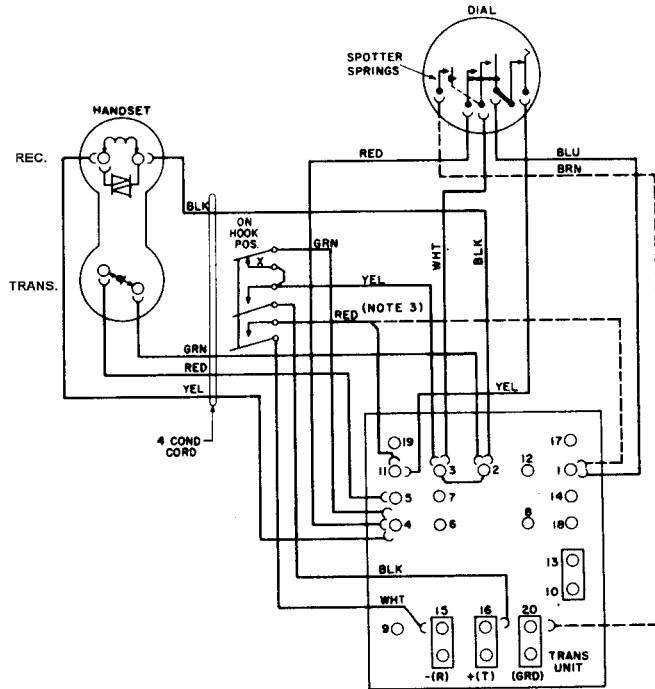 DIAL
SPOTTER
SPRINGS
HANDSET
REC.
RED
BLU
BRN
BLK
ON
HOOK
POS.
GRN
X
WHT
BLK
TRANS.
YEL
RED (NOTE 3)
GRN
RED
YEL
YEL
4 COND
CORD
19
17
11
3
2
12
1
5
7
14
4
6
8
18
13
10
BLK
WHT
9
15
16
20
-(R)
+(T)
(GRD)
TRANS.
UNIT